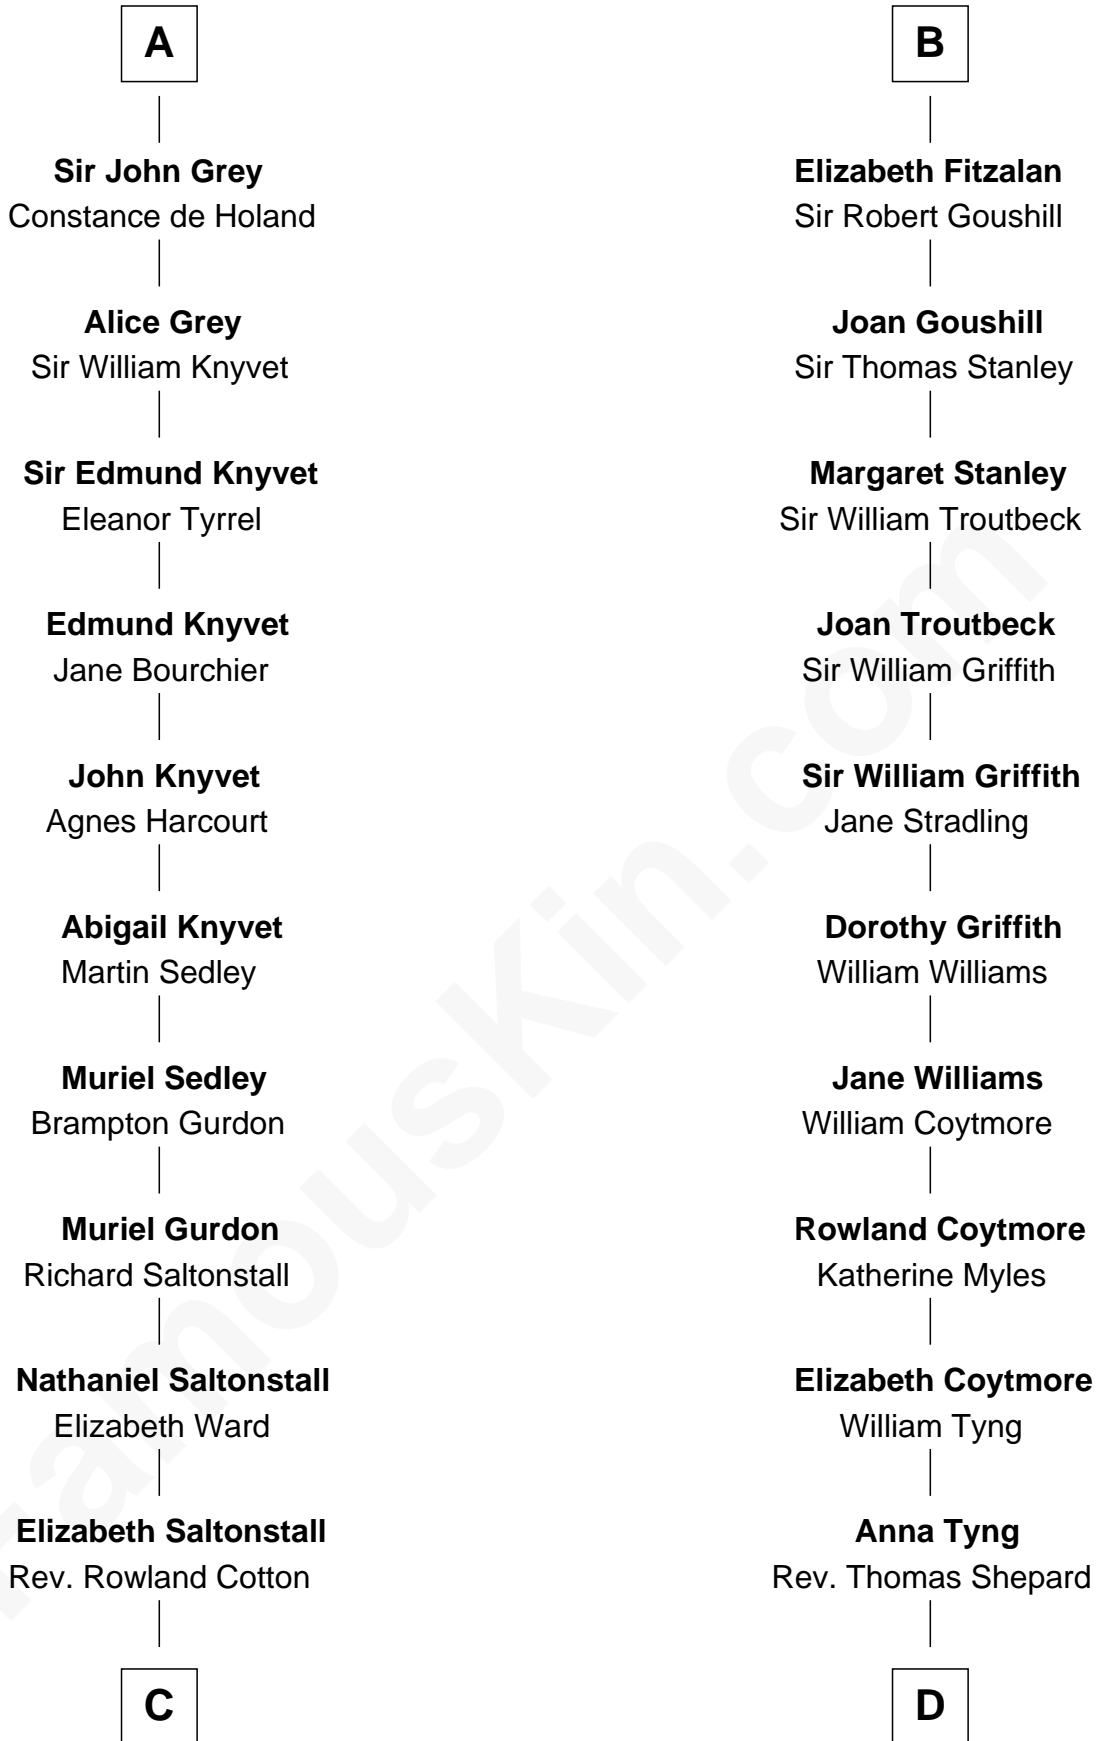 A
Sir John Grey
Constance de Holand
Alice Grey
Sir William Knyvet
Sir Edmund Knyvet
Eleanor Tyrrel
Edmund Knyvet
Jane Bourchier
John Knyvet
Agnes Harcourt
Abigail Knyvet
Martin Sedley
Muriel Sedley
Brampton Gurdon
Muriel Gurdon
Richard Saltonstall
Nathaniel Saltonstall
Elizabeth Ward
Elizabeth Saltonstall
Rev. Rowland Cotton
C
B
Elizabeth Fitzalan
Sir Robert Goushill
Joan Goushill
Sir Thomas Stanley
Margaret Stanley
Sir William Troutbeck
Joan Troutbeck
Sir William Griffith
Sir William Griffith
Jane Stradling
Dorothy Griffith
William Williams
Jane Williams
William Coytmore
Rowland Coytmore
Katherine Myles
Elizabeth Coytmore
William Tyng
Anna Tyng
Rev. Thomas Shepard
D
FamousKin.com